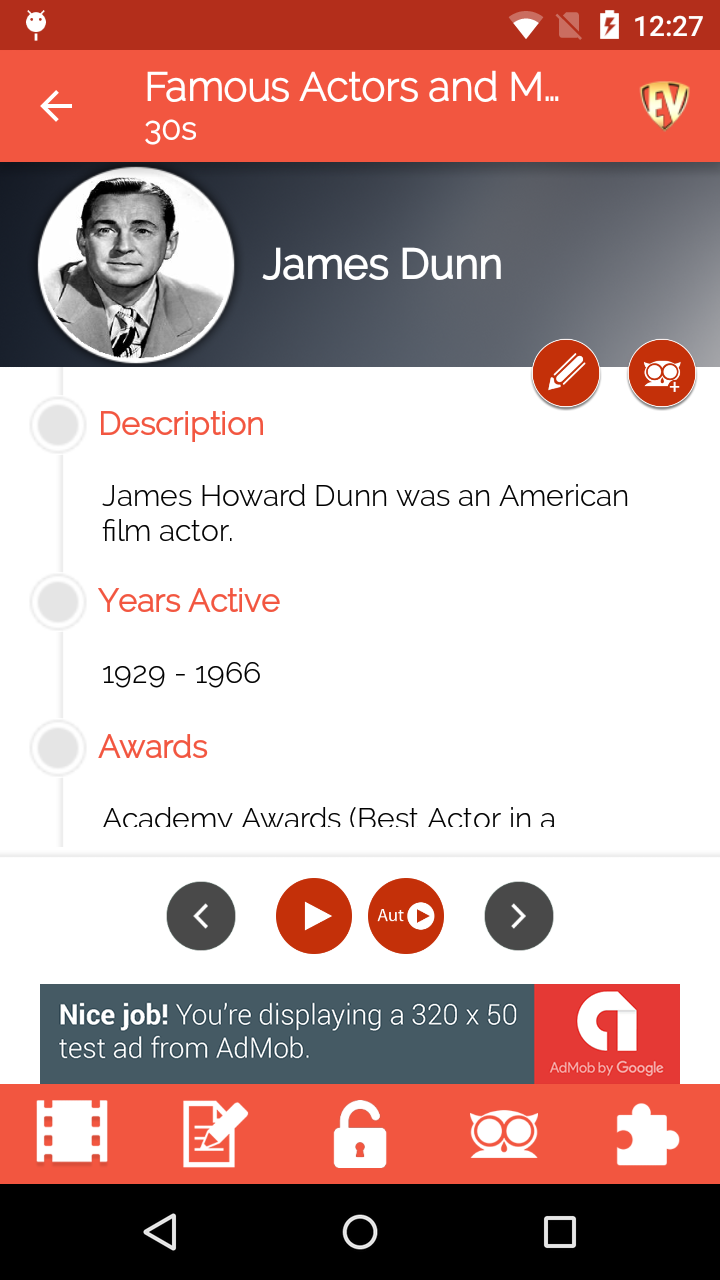 12:27
Famous Actors and M...
30s
EV
James Dunn
Description
James Howard Dunn was an American
film actor.
Years Active
1929 - 1966
Awards
Academy Awards (Best Actor in a
Aut
Nice job! You're displaying a 320 x 50
test ad from AdMob.
AdMob by Google